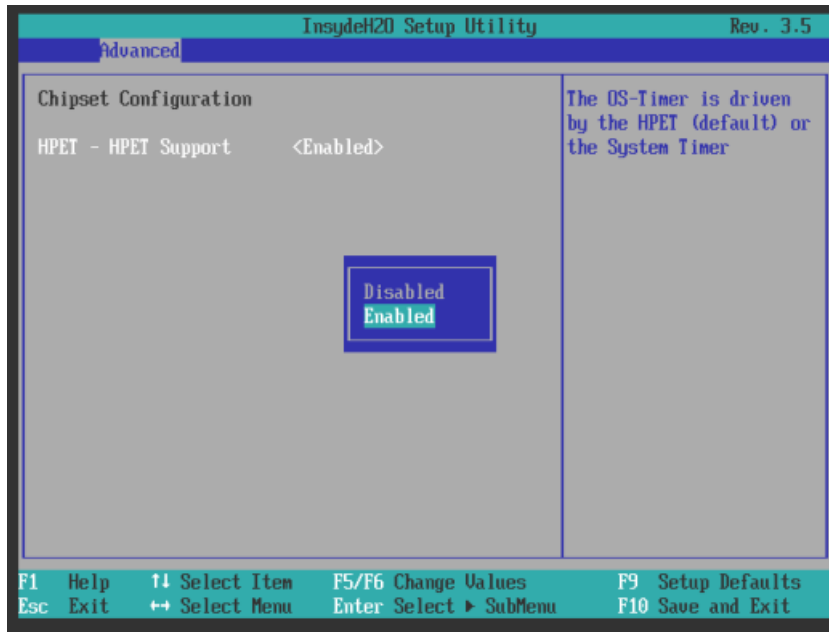 InsydeH2O Setup Utility Rev. 3.5
Advanced
Chipset Configuration
HPET - HPET Support <Enabled>
The OS-Timer is driven
by the HPET (default) or
the System Timer
Disabled
Enabled
F1 Help ↑↓ Select Item F5/F6 Change Values F9 Setup Defaults
Esc Exit ↔ Select Menu Enter Select ▶ SubMenu F10 Save and Exit